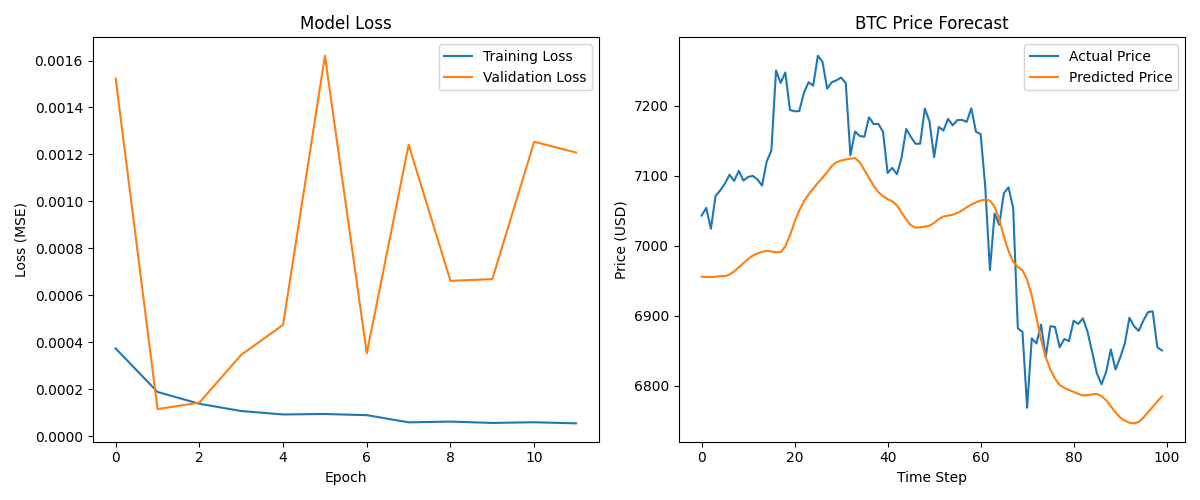 Model Loss
Loss (MSE)
0.0016
0.0014
0.0012
0.0010
0.0008
0.0006
0.0004
0.0002
0.0000
Training Loss
Validation Loss
0 2 4 6 8 10
Epoch
BTC Price Forecast
Price (USD)
7200
7100
7000
6900
6800
Actual Price
Predicted Price
0 20 40 60 80 100
Time Step